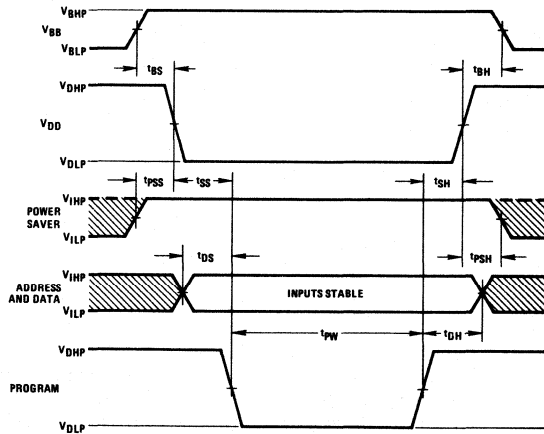 VBHP
VBB
VBLP
tBS
tBH
VDHP
VDD
VDLP
tPSS
tSS
tSH
VIHP
POWER SAVER
VILP
tDS
tPSH
VIHP
ADDRESS AND DATA
INPUTS STABLE
VILP
tPW
tDH
VDHP
PROGRAM
VDLP